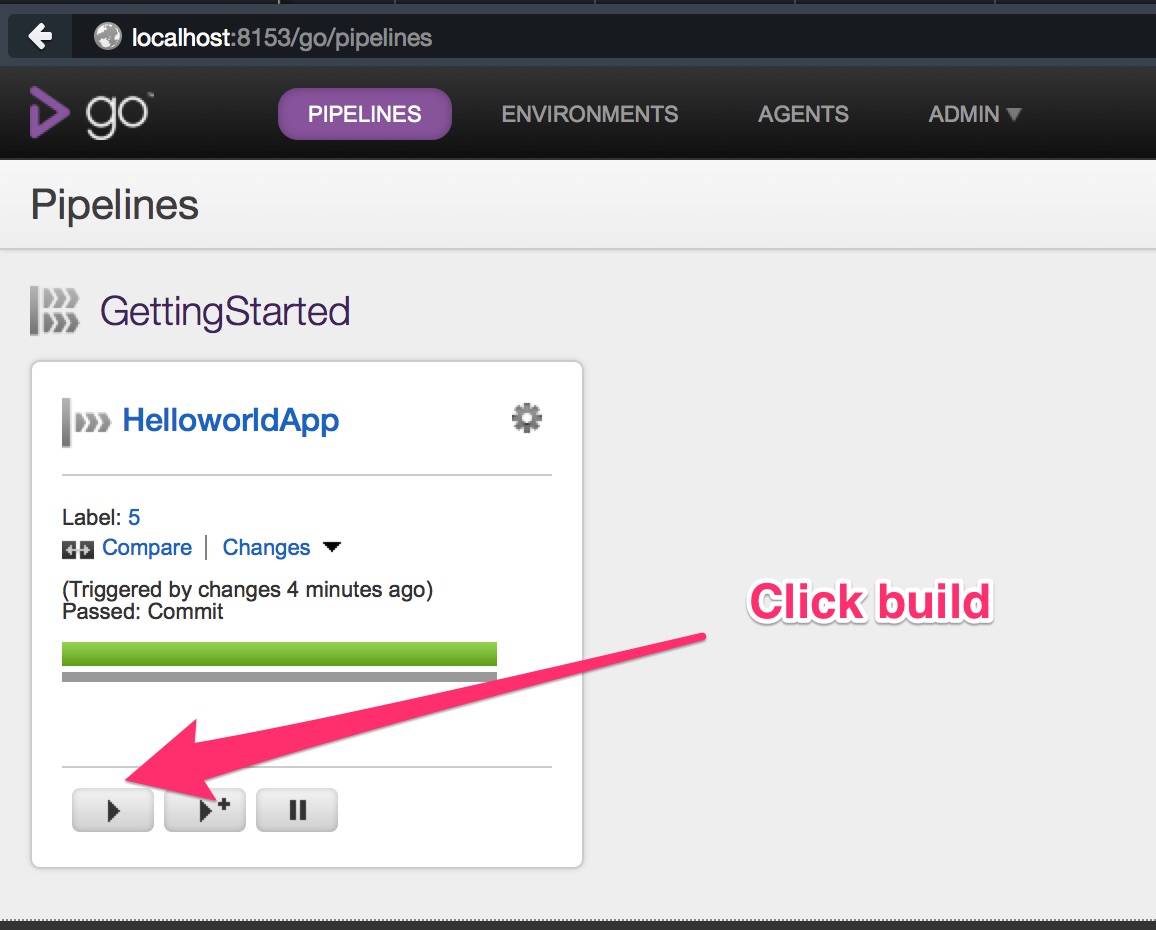 localhost:8153/go/pipelines
go™ PIPELINES ENVIRONMENTS AGENTS ADMIN
Pipelines
GettingStarted
HelloworldApp
Label: 5
Compare | Changes
(Triggered by changes 4 minutes ago)
Passed: Commit
Click build